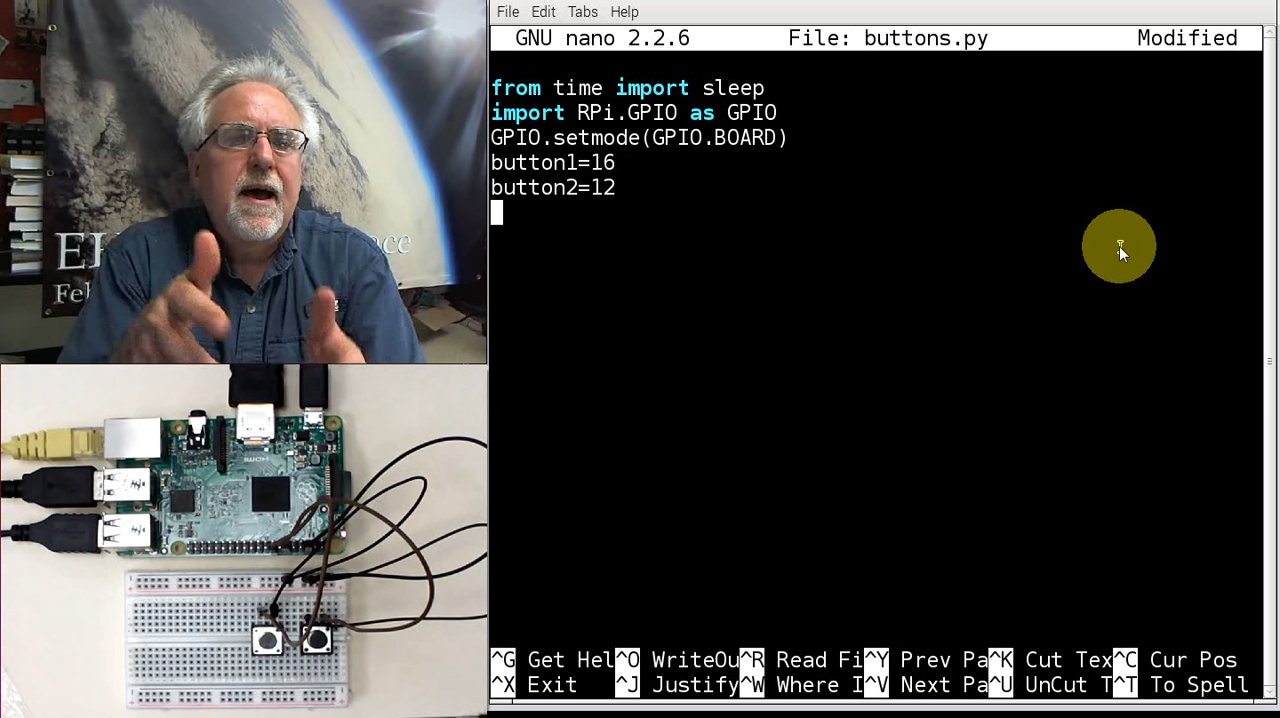 File Edit Tabs Help
GNU nano 2.2.6 File: buttons.py Modified
from time import sleep
import RPi.GPIO as GPIO
GPIO.setmode(GPIO.BOARD)
button1=16
button2=12
^G Get Hel^O WriteOu^R Read Fi^Y Prev Pa^K Cut Tex^C Cur Pos
^X Exit ^J Justify^W Where I^V Next Pa^U UnCut T^T To Spell